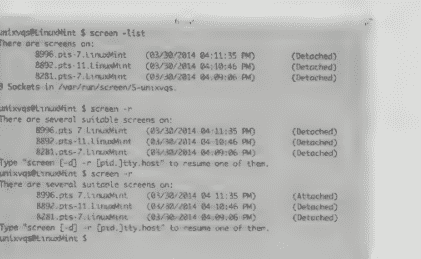 unixvqs@LinuxMint $ screen -list
There are screens on:
8996.pts-7.LinuxMint (03/30/2014 04:11:35 PM) (Detached)
8892.pts-11.LinuxMint (03/30/2014 04:10:46 PM) (Detached)
8281.pts-7.LinuxMint (03/30/2014 04:09:06 PM) (Detached)
Sockets in /var/run/screen/S-unixvqs.
unixvqs@LinuxMint $ screen -r
There are several suitable screens on:
8996.pts-7.LinuxMint (03/30/2014 04:11:35 PM) (Detached)
8892.pts-11.LinuxMint (03/30/2014 04:10:46 PM) (Detached)
8281.pts-7.LinuxMint (03/30/2014 04:09:06 PM) (Detached)
Type "screen [-d] -r [pid.]tty.host" to resume one of them.
unixvqs@LinuxMint $ screen -r
There are several suitable screens on:
8996.pts-7.LinuxMint (03/30/2014 04:11:35 PM) (Attached)
8892.pts-11.LinuxMint (03/30/2014 04:10:46 PM) (Detached)
8281.pts-7.LinuxMint (03/30/2014 04:09:06 PM) (Detached)
Type "screen [-d] -r [pid.]tty.host" to resume one of them.
unixvqs@LinuxMint $